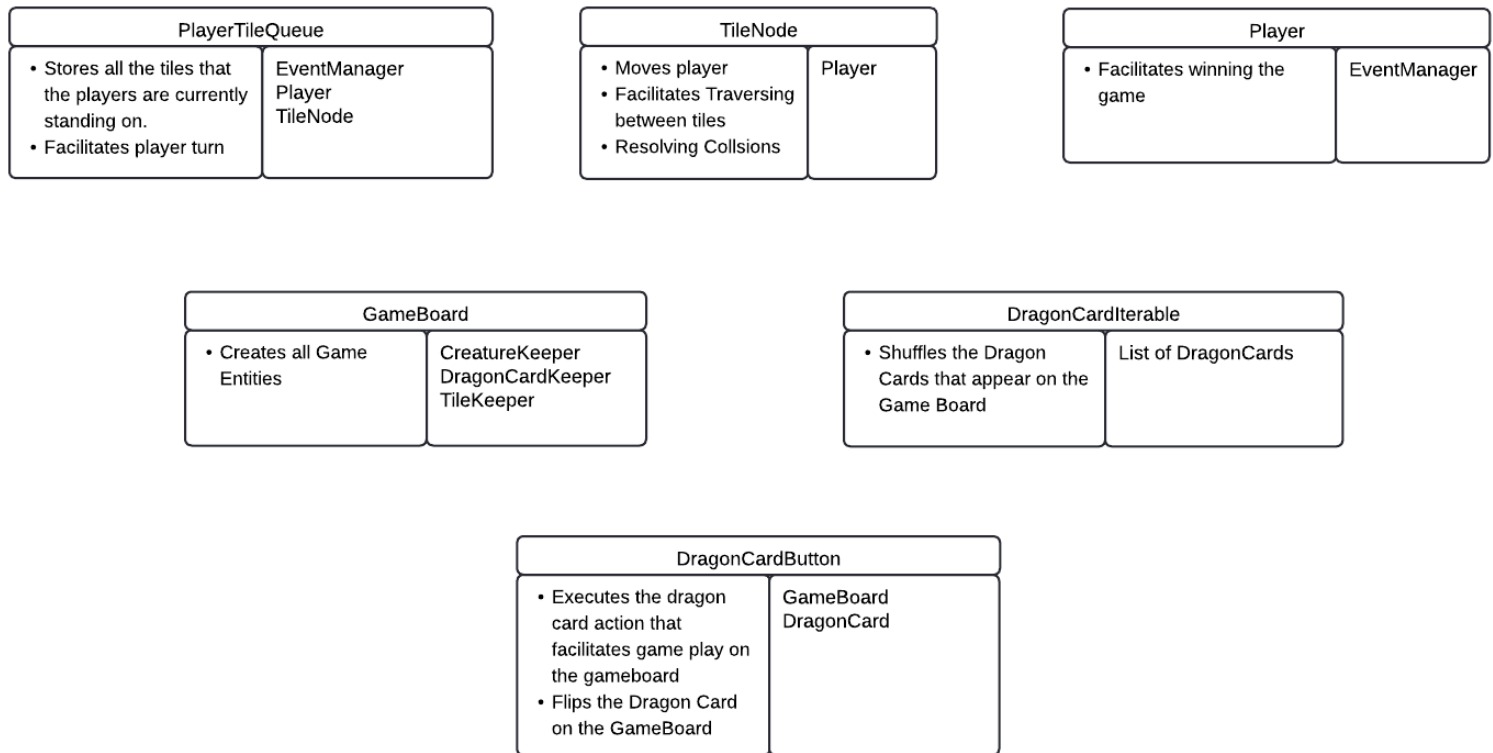 PlayerTileQueue
• Stores all the tiles that
the players are currently
standing on.
• Facilitates player turn
EventManager
Player
TileNode
TileNode
• Moves player
• Facilitates Traversing
between tiles
• Resolving Collsions
Player
Player
• Facilitates winning the
game
EventManager
GameBoard
• Creates all Game
Entities
CreatureKeeper
DragonCardKeeper
TileKeeper
DragonCardIterable
• Shuffles the Dragon
Cards that appear on the
Game Board
List of DragonCards
DragonCardButton
• Executes the dragon
card action that
facilitates game play on
the gameboard
• Flips the Dragon Card
on the GameBoard
GameBoard
DragonCard